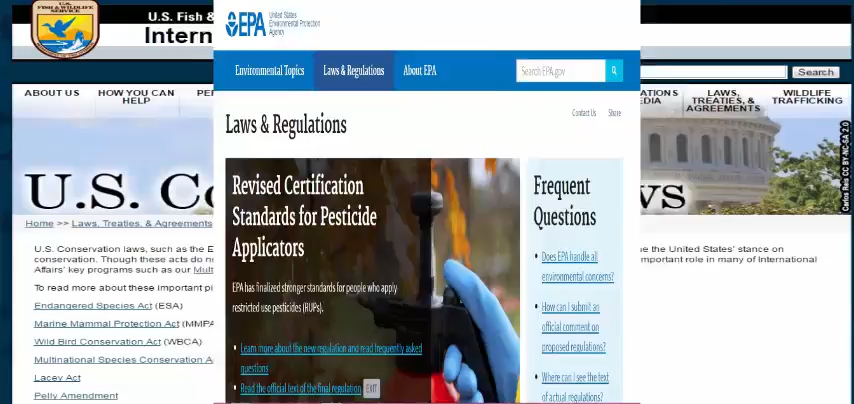 U.S.
FISH & WILDLIFE
SERVICE
U.S. Fish &
Intern
Search
ABOUT US
HOW YOU CAN
HELP
LAWS,
TREATIES, &
AGREEMENTS
WILDLIFE
TRAFFICKING
U.S. Co
Home >> Laws, Treaties, & Agreements
U.S. Conservation laws, such as the E
conservation. Though these acts do n
Affairs' key programs such as our Mult
To read more about these important pi
Endangered Species Act (ESA)
Marine Mammal Protection Act (MMPA
Wild Bird Conservation Act (WBCA)
Multinational Species Conservation A
Lacey Act
Pelly Amendment
EPA
United States
Environmental Protection
Agency
Environmental Topics
Laws & Regulations
About EPA
Search EPA.gov
Contact Us
Share
Laws & Regulations
Revised Certification
Standards for Pesticide
Applicators
EPA has finalized stronger standards for people who apply
restricted use pesticides (RUPs).
Learn more about the new regulation and read frequently asked
questions
Read the official text of the final regulation EXIT
Frequent
Questions
Does EPA handle all
environmental concerns?
How can I submit an
official comment on
proposed regulations?
Where can I see the text
of actual regulations?
ws
e the United States' stance on
mportant role in many of International
Carlos Reis CC BY-NC-SA 2.0